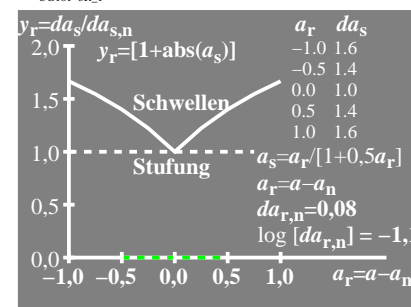 y_r=da_s/da_s,n
a_r da_s
2,0 y_r=[1+abs(a_s)]
−1.0 1.6
−0.5 1.4
0.0 1.0
0.5 1.4
1.0 1.6
1,5 Schwellen
1,0 Stufung
a_s=a_r/[1+0,5a_r]
a_r=a−a_n
0,5 da_r,n=0,08
log [da_r,n] = −1,
0,0
−1,0 −0,5 0,0 0,5 1,0 a_r=a−a_n